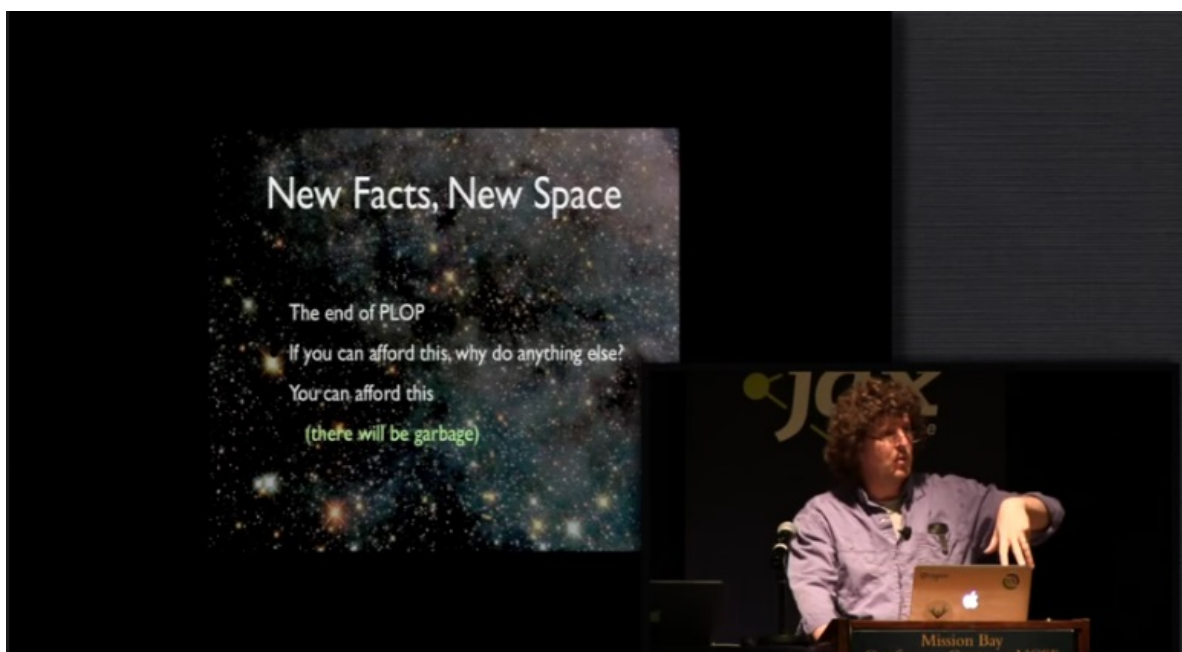 New Facts, New Space
The end of PLOP
If you can afford this, why do anything else?
You can afford this
(there will be garbage)
jax
Mission Bay